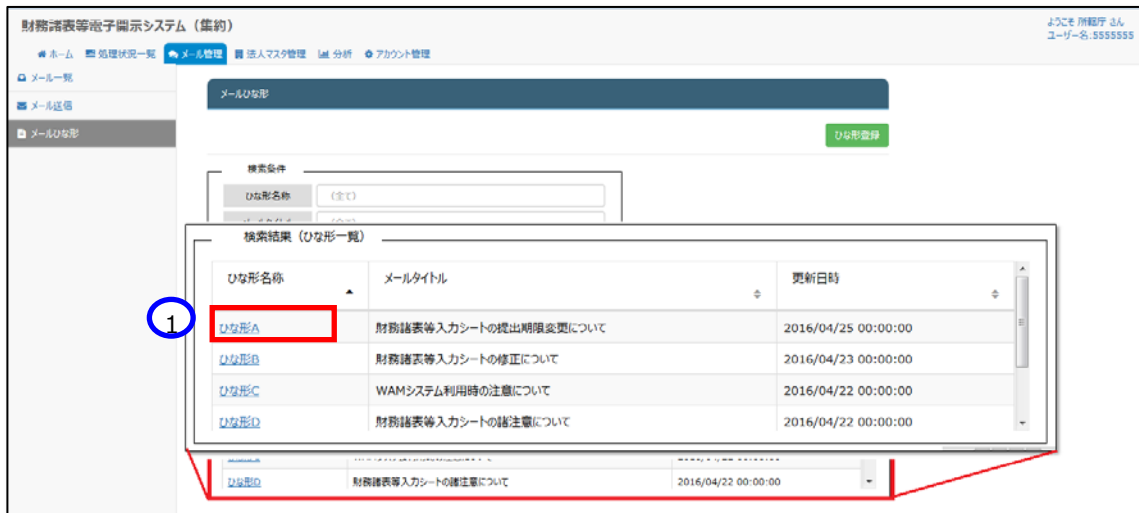 財務諸表等電子開示システム（集約）
ようこそ 所轄庁 さん
ユーザー名:5555555
ホーム 処理状況一覧 メール管理 法人マスタ管理 分析 アカウント管理
メール一覧
メール送信
メールひな形
メールひな形
ひな形登録
検索条件
ひな形名称 （全て）
検索結果（ひな形一覧）
ひな形名称 メールタイトル 更新日時
1
ひな形A 財務諸表等入力シートの提出期限変更について 2016/04/25 00:00:00
ひな形B 財務諸表等入力シートの修正について 2016/04/23 00:00:00
ひな形C WAMシステム利用時の注意について 2016/04/22 00:00:00
ひな形D 財務諸表等入力シートの諸注意について 2016/04/22 00:00:00
ひな形D 財務諸表等入力シートの諸注意について 2016/04/22 00:00:00